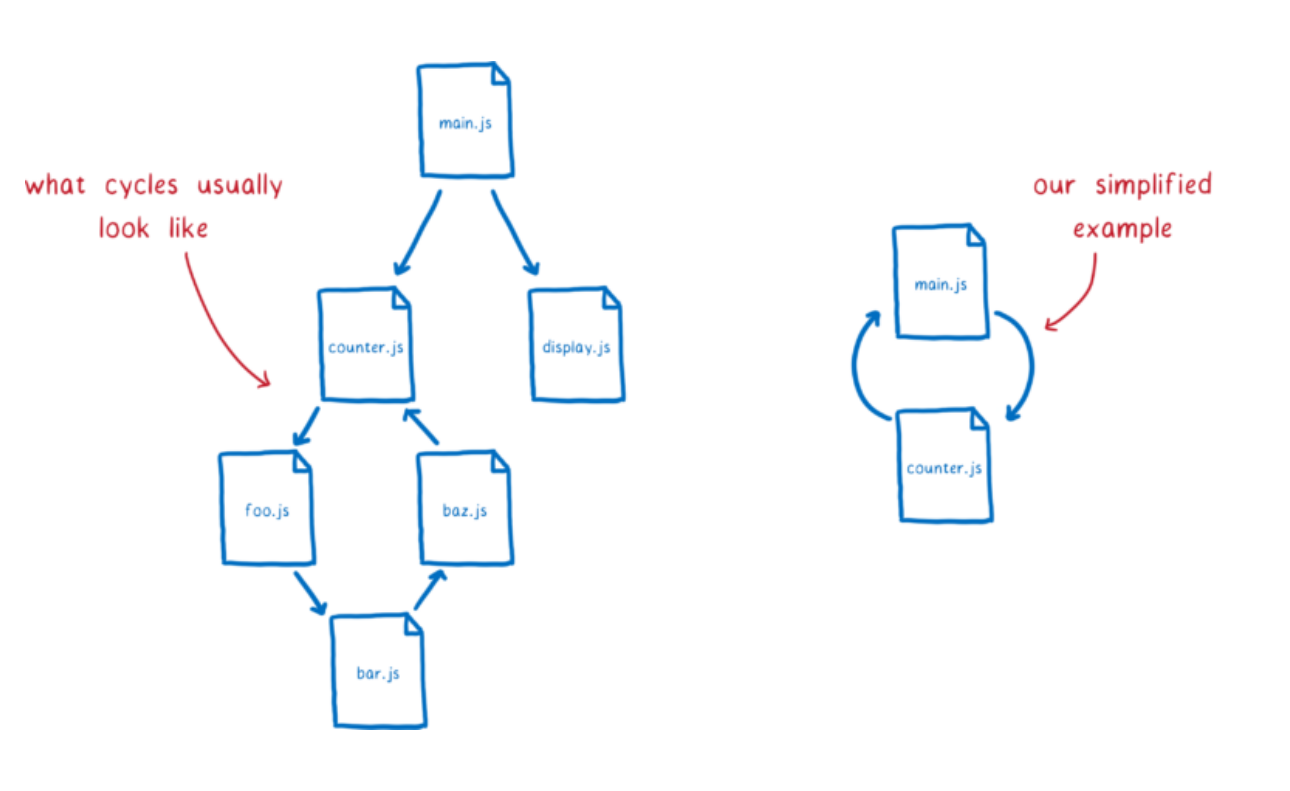 main.js
what cycles usually
look like
counter.js
display.js
foo.js
baz.js
bar.js
our simplified
example
main.js
counter.js